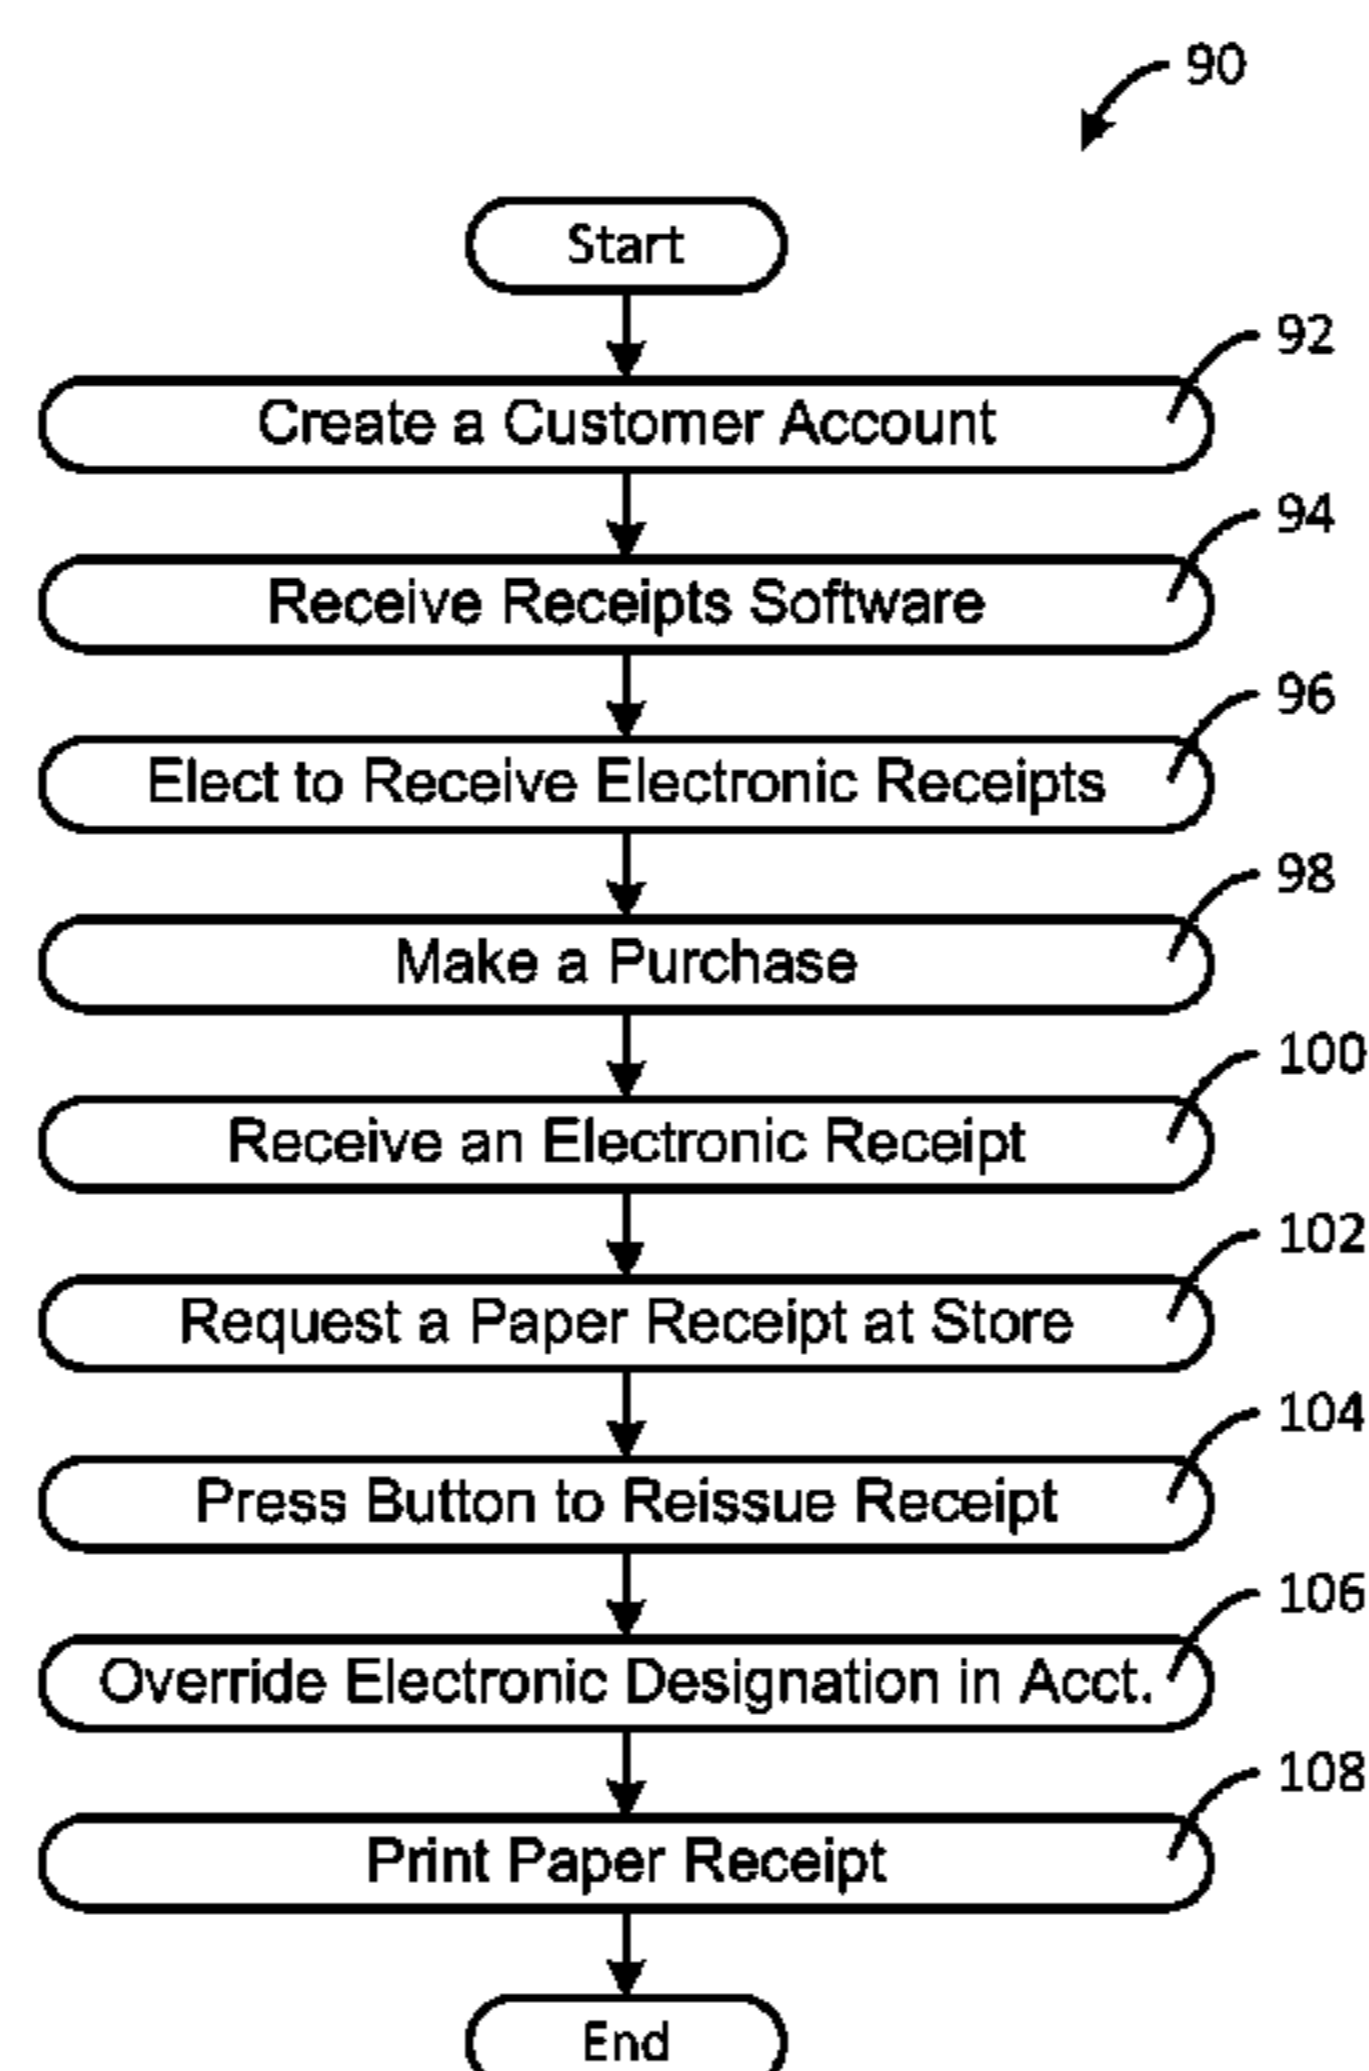 90
Start
92
Create a Customer Account
94
Receive Receipts Software
96
Elect to Receive Electronic Receipts
98
Make a Purchase
100
Receive an Electronic Receipt
102
Request a Paper Receipt at Store
104
Press Button to Reissue Receipt
106
Override Electronic Designation in Acct.
108
Print Paper Receipt
End